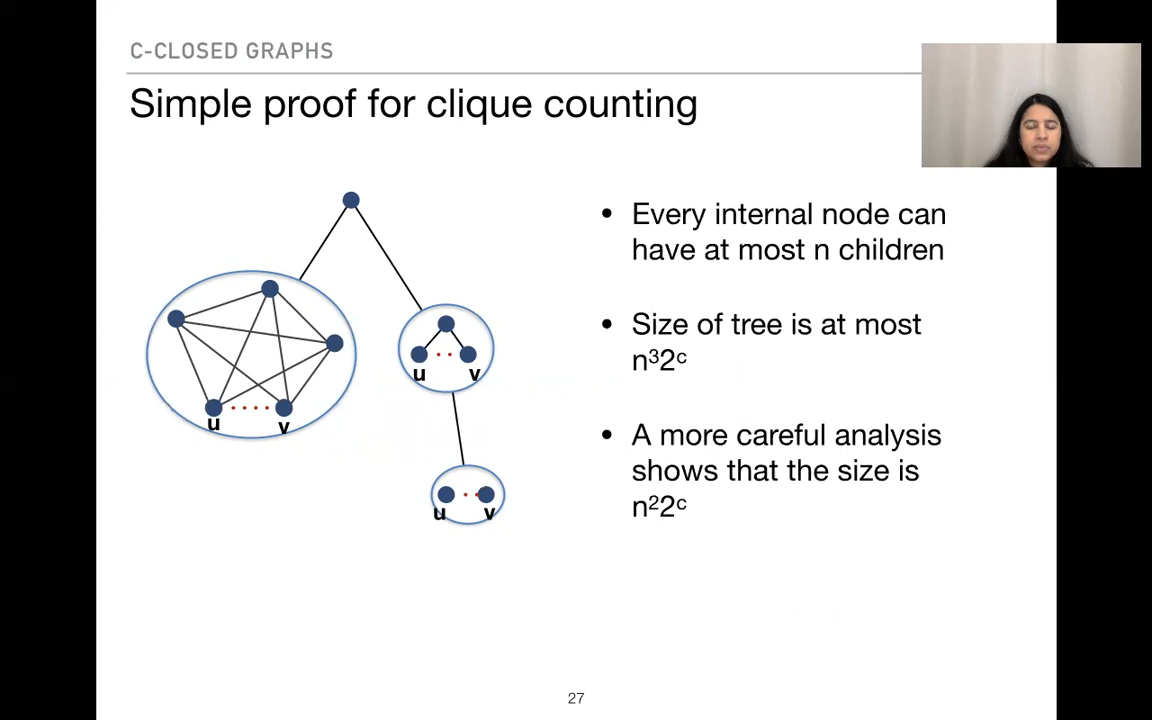 C-CLOSED GRAPHS
Simple proof for clique counting
• Every internal node can
have at most n children
• Size of tree is at most
n³2ᶜ
• A more careful analysis
shows that the size is
n²2ᶜ
u v
u v
u v
27